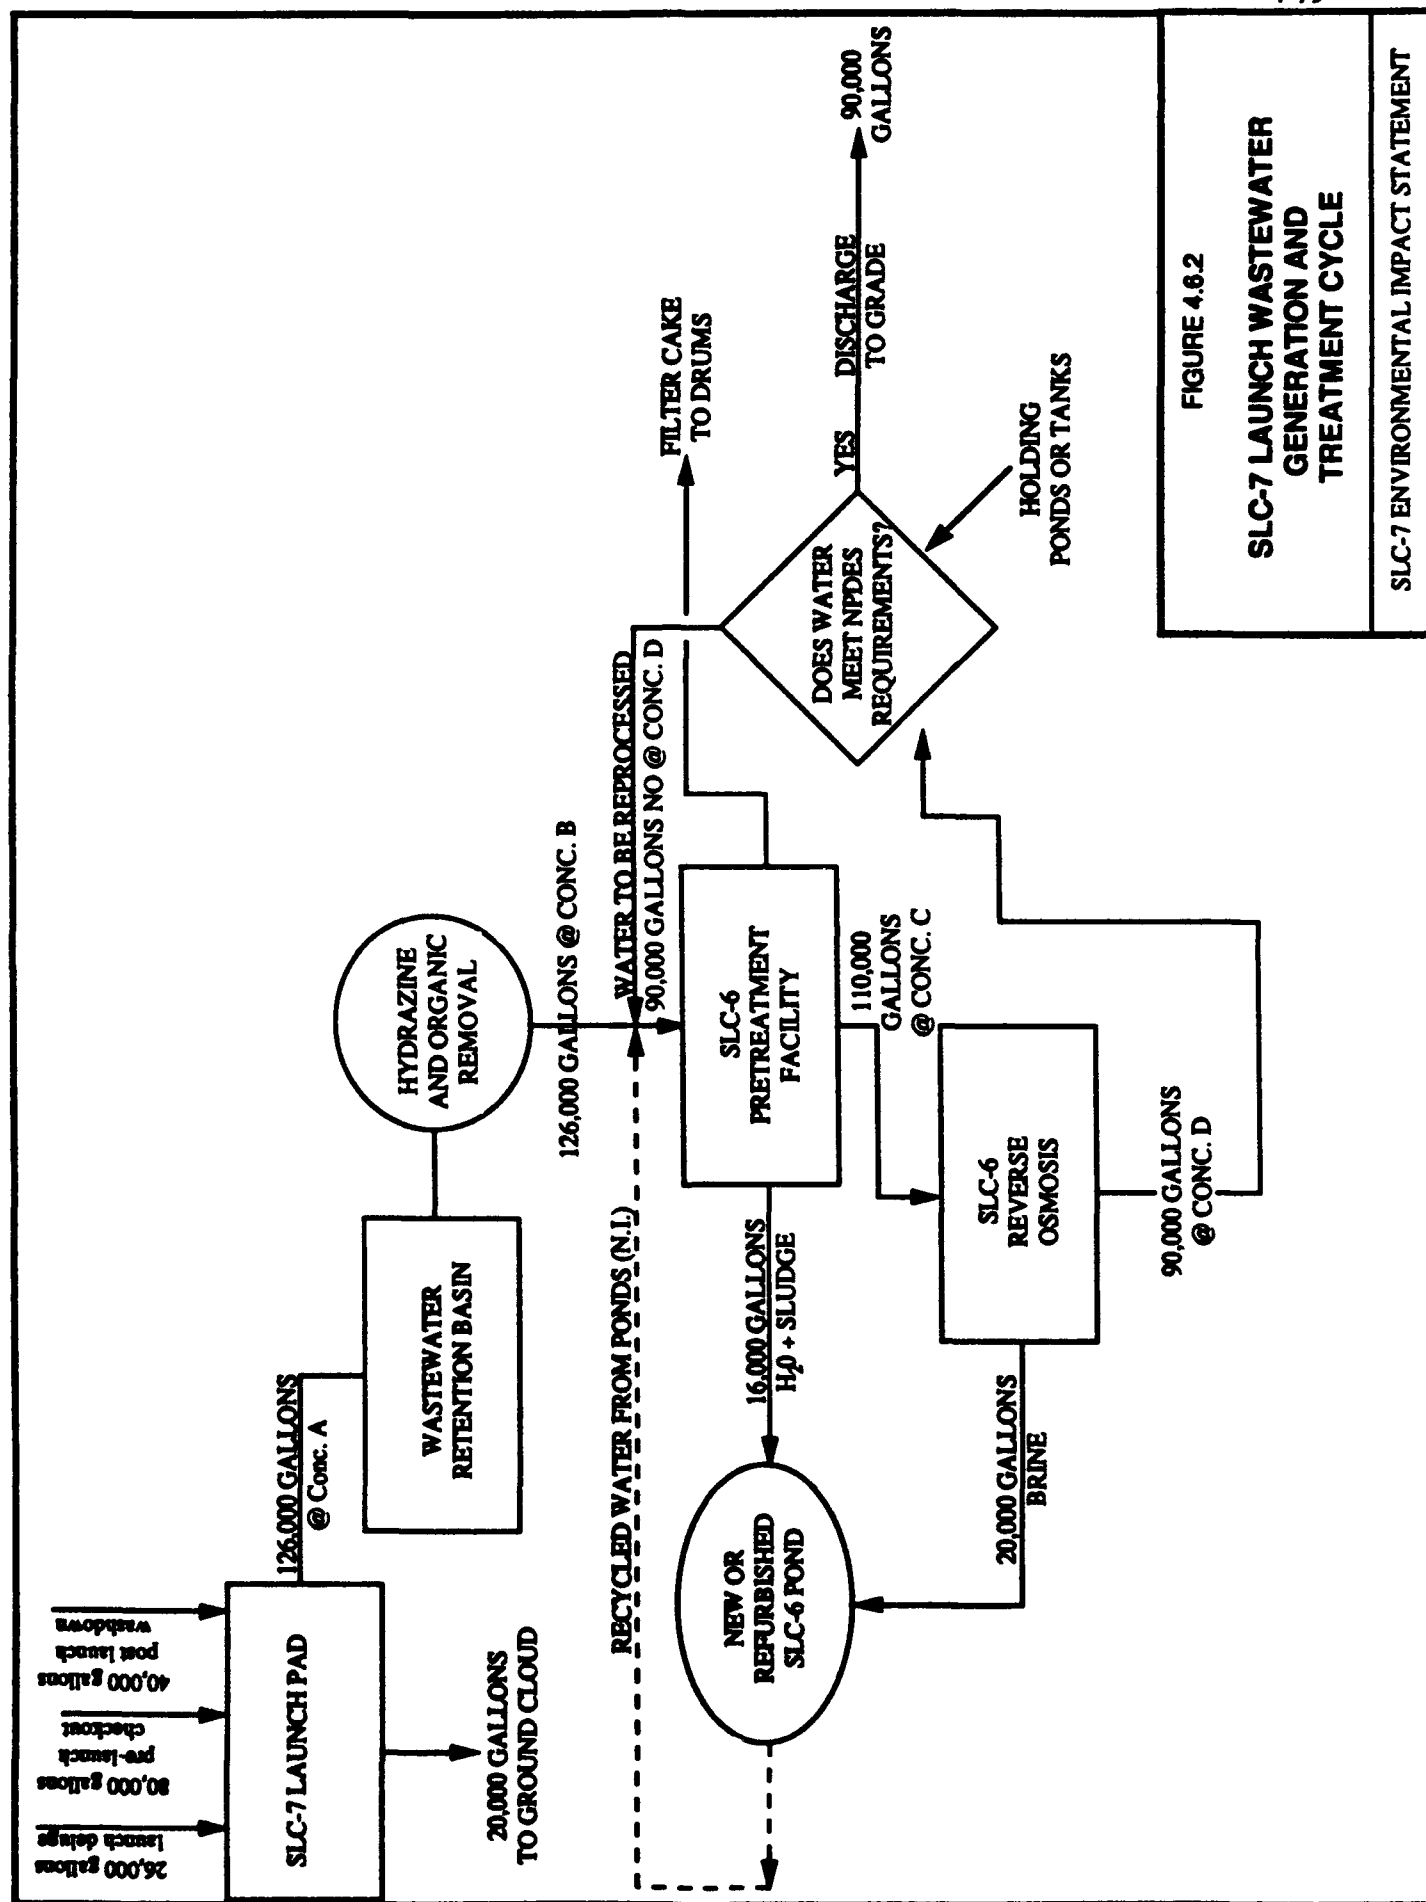 26,000 gallons
launch deluge
80,000 gallons
pre-launch
checkout
40,000 gallons
post launch
washdown
SLC-7 LAUNCH PAD
20,000 GALLONS
TO GROUND CLOUD
126,000 GALLONS
@ Conc. A
WASTEWATER
RETENTION BASIN
HYDRAZINE
AND ORGANIC
REMOVAL
126,000 GALLONS @ CONC. B
RECYCLED WATER FROM PONDS (N.I.)
WATER TO BE REPROCESSED
90,000 GALLONS NO @ CONC. D
SLC-6
PRETREATMENT
FACILITY
FILTER CAKE
TO DRUMS
16,000 GALLONS
H₂0 + SLUDGE
NEW OR
REFURBISHED
SLC-6 POND
110,000
GALLONS
@ CONC. C
SLC-6
REVERSE
OSMOSIS
20,000 GALLONS
BRINE
90,000 GALLONS
@ CONC. D
DOES WATER
MEET NPDES
REQUIREMENTS?
YES
DISCHARGE
TO GRADE
90,000
GALLONS
HOLDING
PONDS OR TANKS
FIGURE 4.6.2
SLC-7 LAUNCH WASTEWATER
GENERATION AND
TREATMENT CYCLE
SLC-7 ENVIRONMENTAL IMPACT STATEMENT